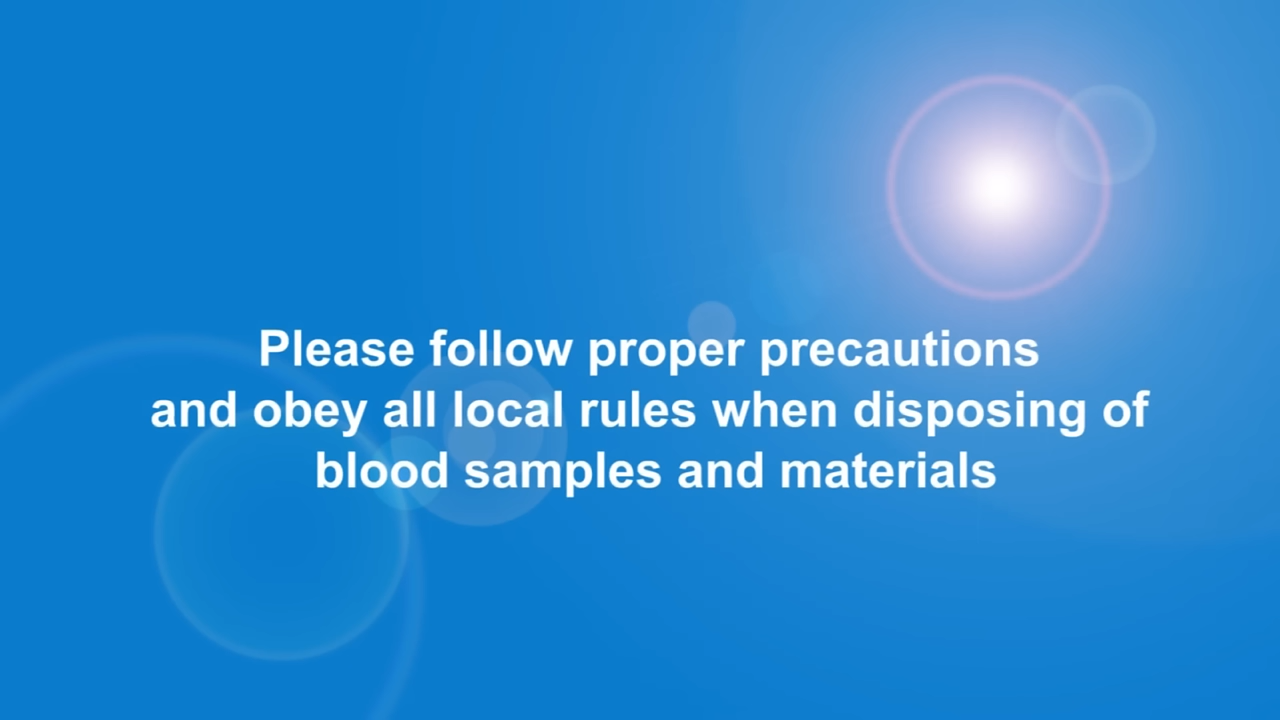 Please follow proper precautions
and obey all local rules when disposing of
blood samples and materials